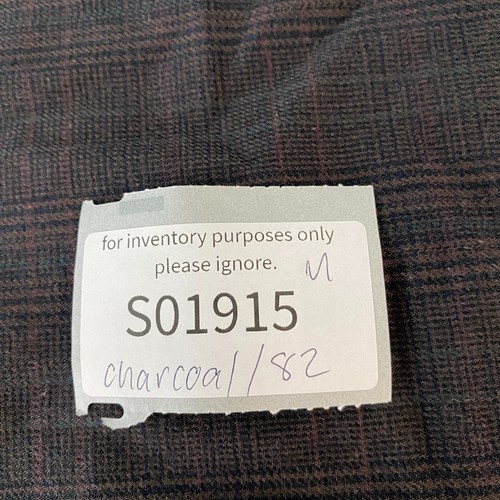 for inventory purposes only
please ignore.
M
S01915
charcoal/82